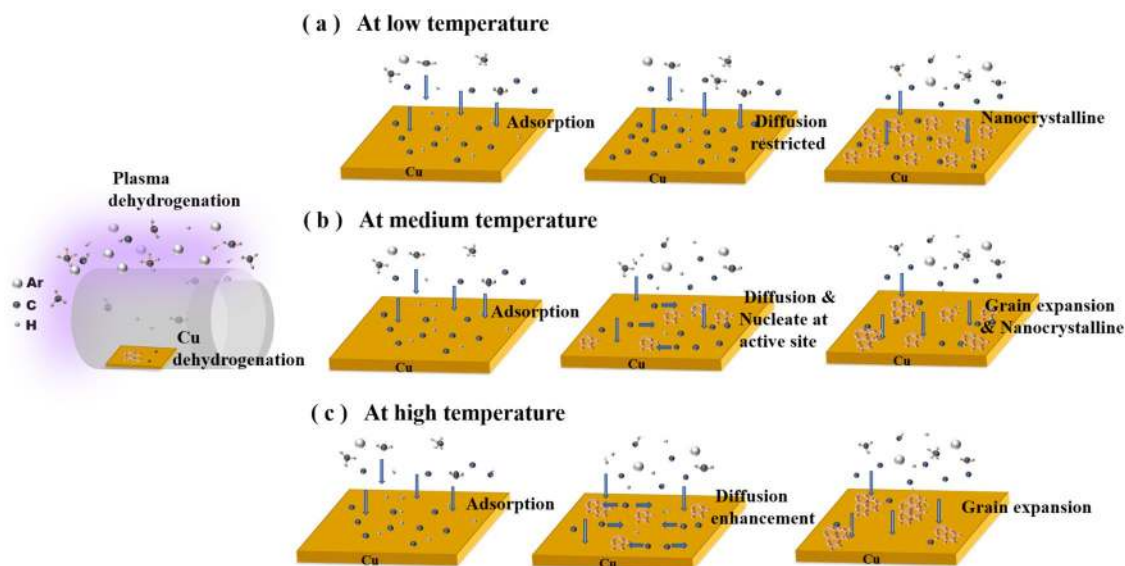 ( a ) At low temperature
Adsorption
Cu
Diffusion
restricted
Cu
Nanocrystalline
Cu
Plasma
dehydrogenation
Ar
C
H
Cu
dehydrogenation
( b ) At medium temperature
Adsorption
Cu
Diffusion &
Nucleate at
active site
Cu
Grain expansion
& Nanocrystalline
Cu
( c ) At high temperature
Adsorption
Cu
Diffusion
enhancement
Cu
Grain expansion
Cu